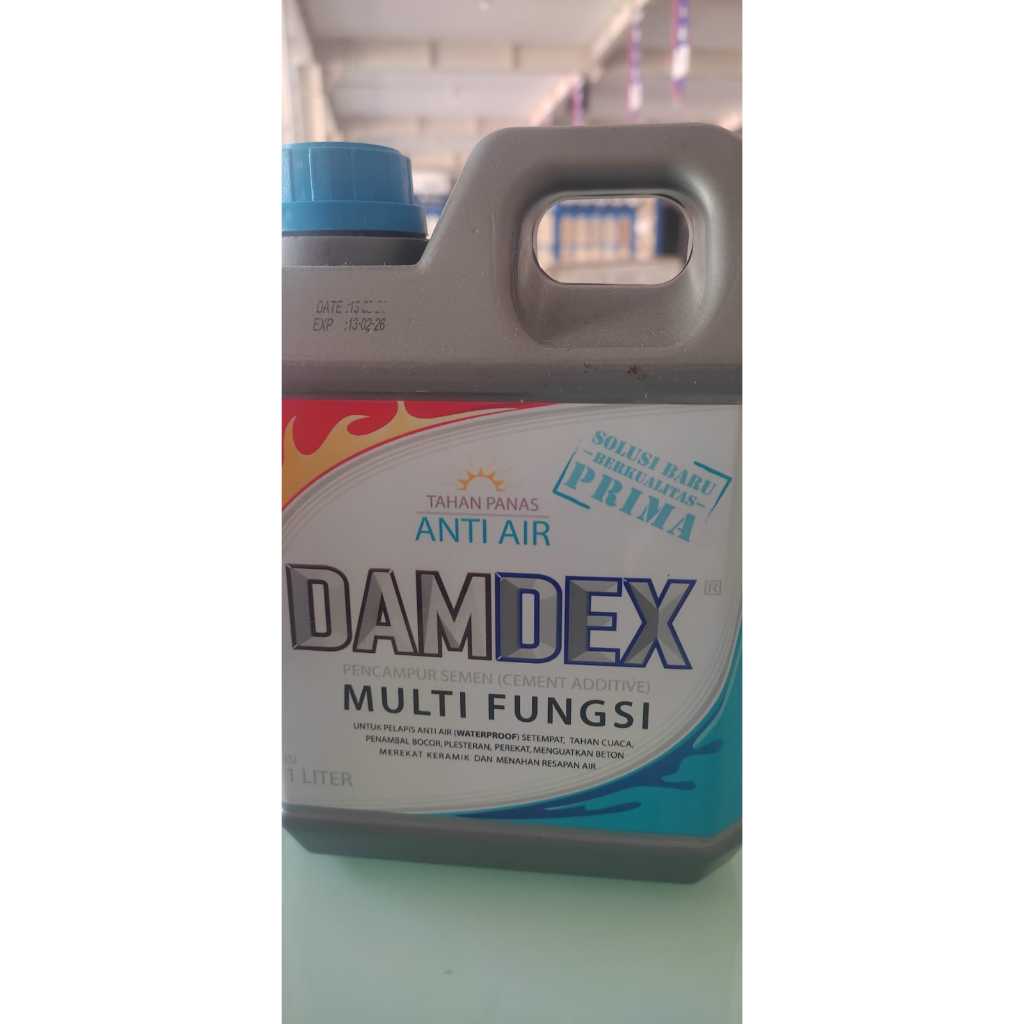 DATE :13-02-
EXP :13-02-26
SOLUSI BARU
-BERKUALITAS-
PRIMA
TAHAN PANAS
ANTI AIR
DAMDEX ®
PENCAMPUR SEMEN (CEMENT ADDITIVE)
MULTI FUNGSI
UNTUK PELAPIS ANTI AIR (WATERPROOF) SETEMPAT, TAHAN CUACA,
PENAMBAL BOCOR, PLESTERAN, PEREKAT, MENGUATKAN BETON
MEREKAT KERAMIK DAN MENAHAN RESAPAN AIR
1 LITER